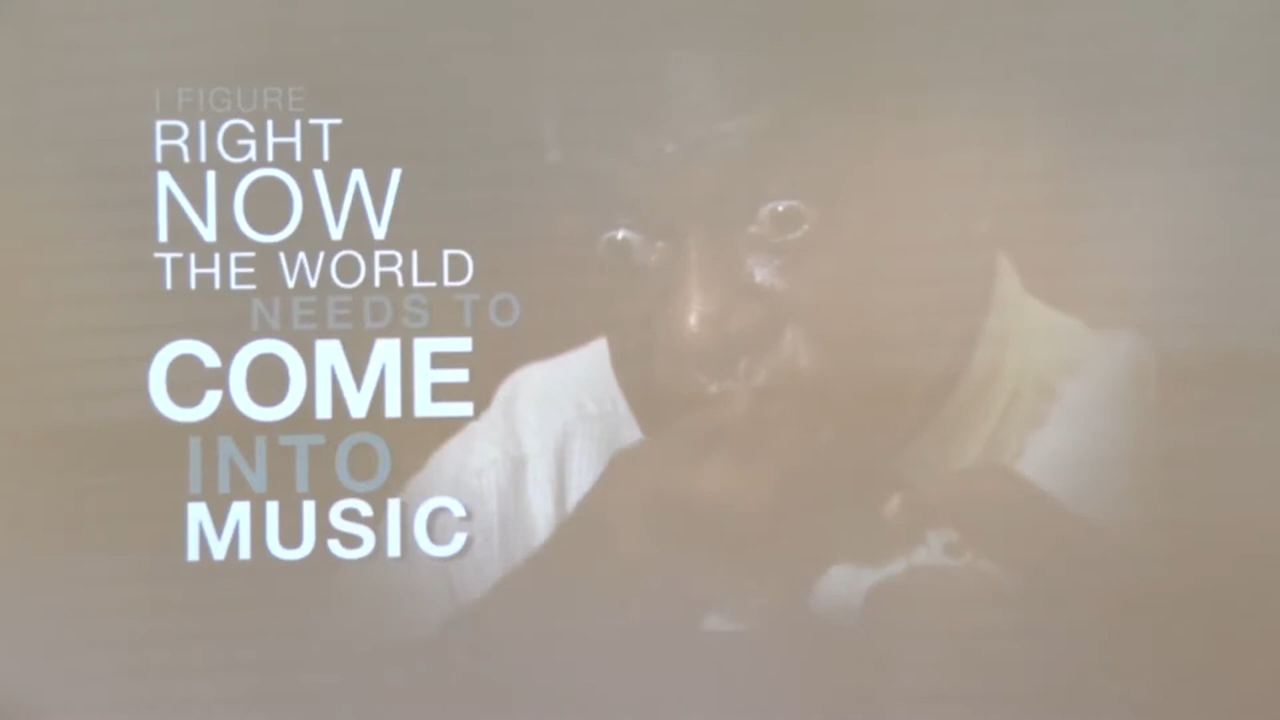 I FIGURE
RIGHT
NOW
THE WORLD
NEEDS TO
COME
INTO
MUSIC